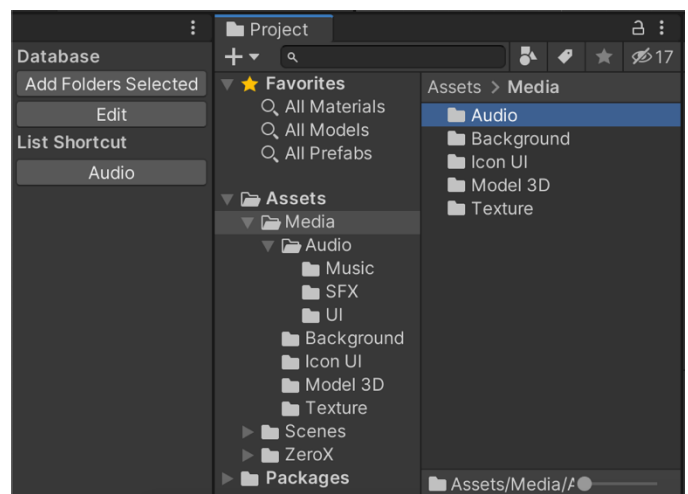 Database
Add Folders Selected
Edit
List Shortcut
Audio
Project
17
Favorites
All Materials
All Models
All Prefabs
Assets
Media
Audio
Music
SFX
UI
Background
Icon UI
Model 3D
Texture
Scenes
ZeroX
Packages
Assets > Media
Audio
Background
Icon UI
Model 3D
Texture
Assets/Media/A